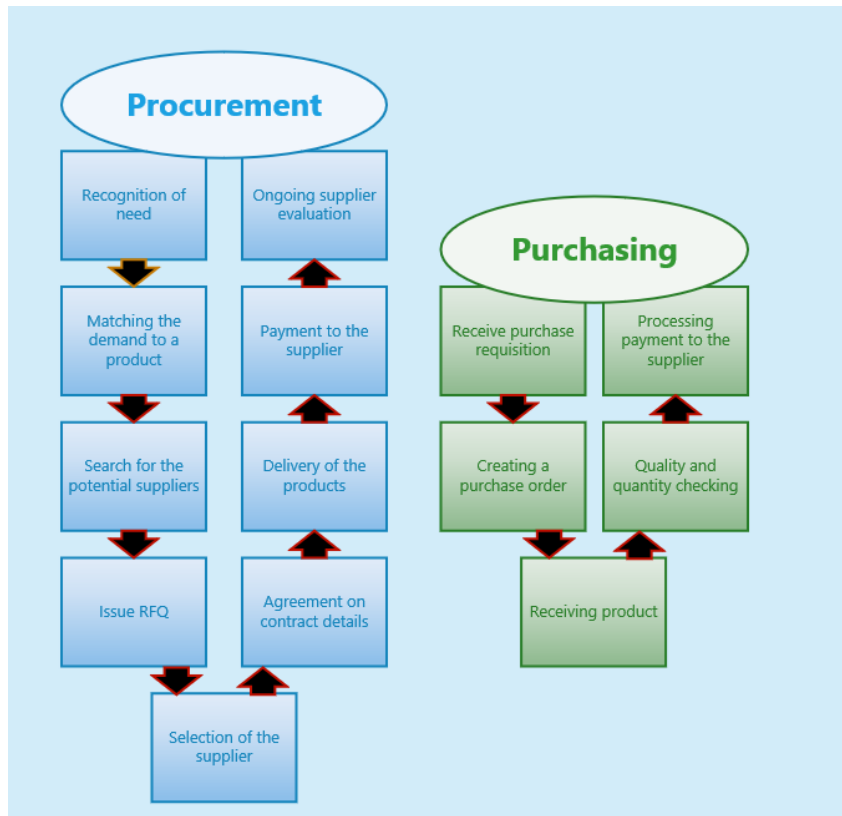 Procurement
Recognition of
need
Matching the
demand to a
product
Search for the
potential suppliers
Issue RFQ
Selection of the
supplier
Agreement on
contract details
Delivery of the
products
Payment to the
supplier
Ongoing supplier
evaluation
Purchasing
Receive purchase
requisition
Creating a
purchase order
Receiving product
Quality and
quantity checking
Processing
payment to the
supplier